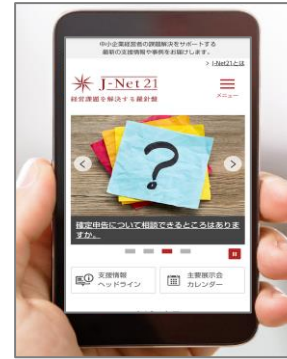 中小企業経営者の課題解決をサポートする
最新の支援情報や事例をお届けします。
> J-Net21とは
J-Net21
経営課題を解決する羅針盤
メニュー
?
確定申告について相談できるところはありま
すか。
支援情報
ヘッドライン
主要展示会
カレンダー